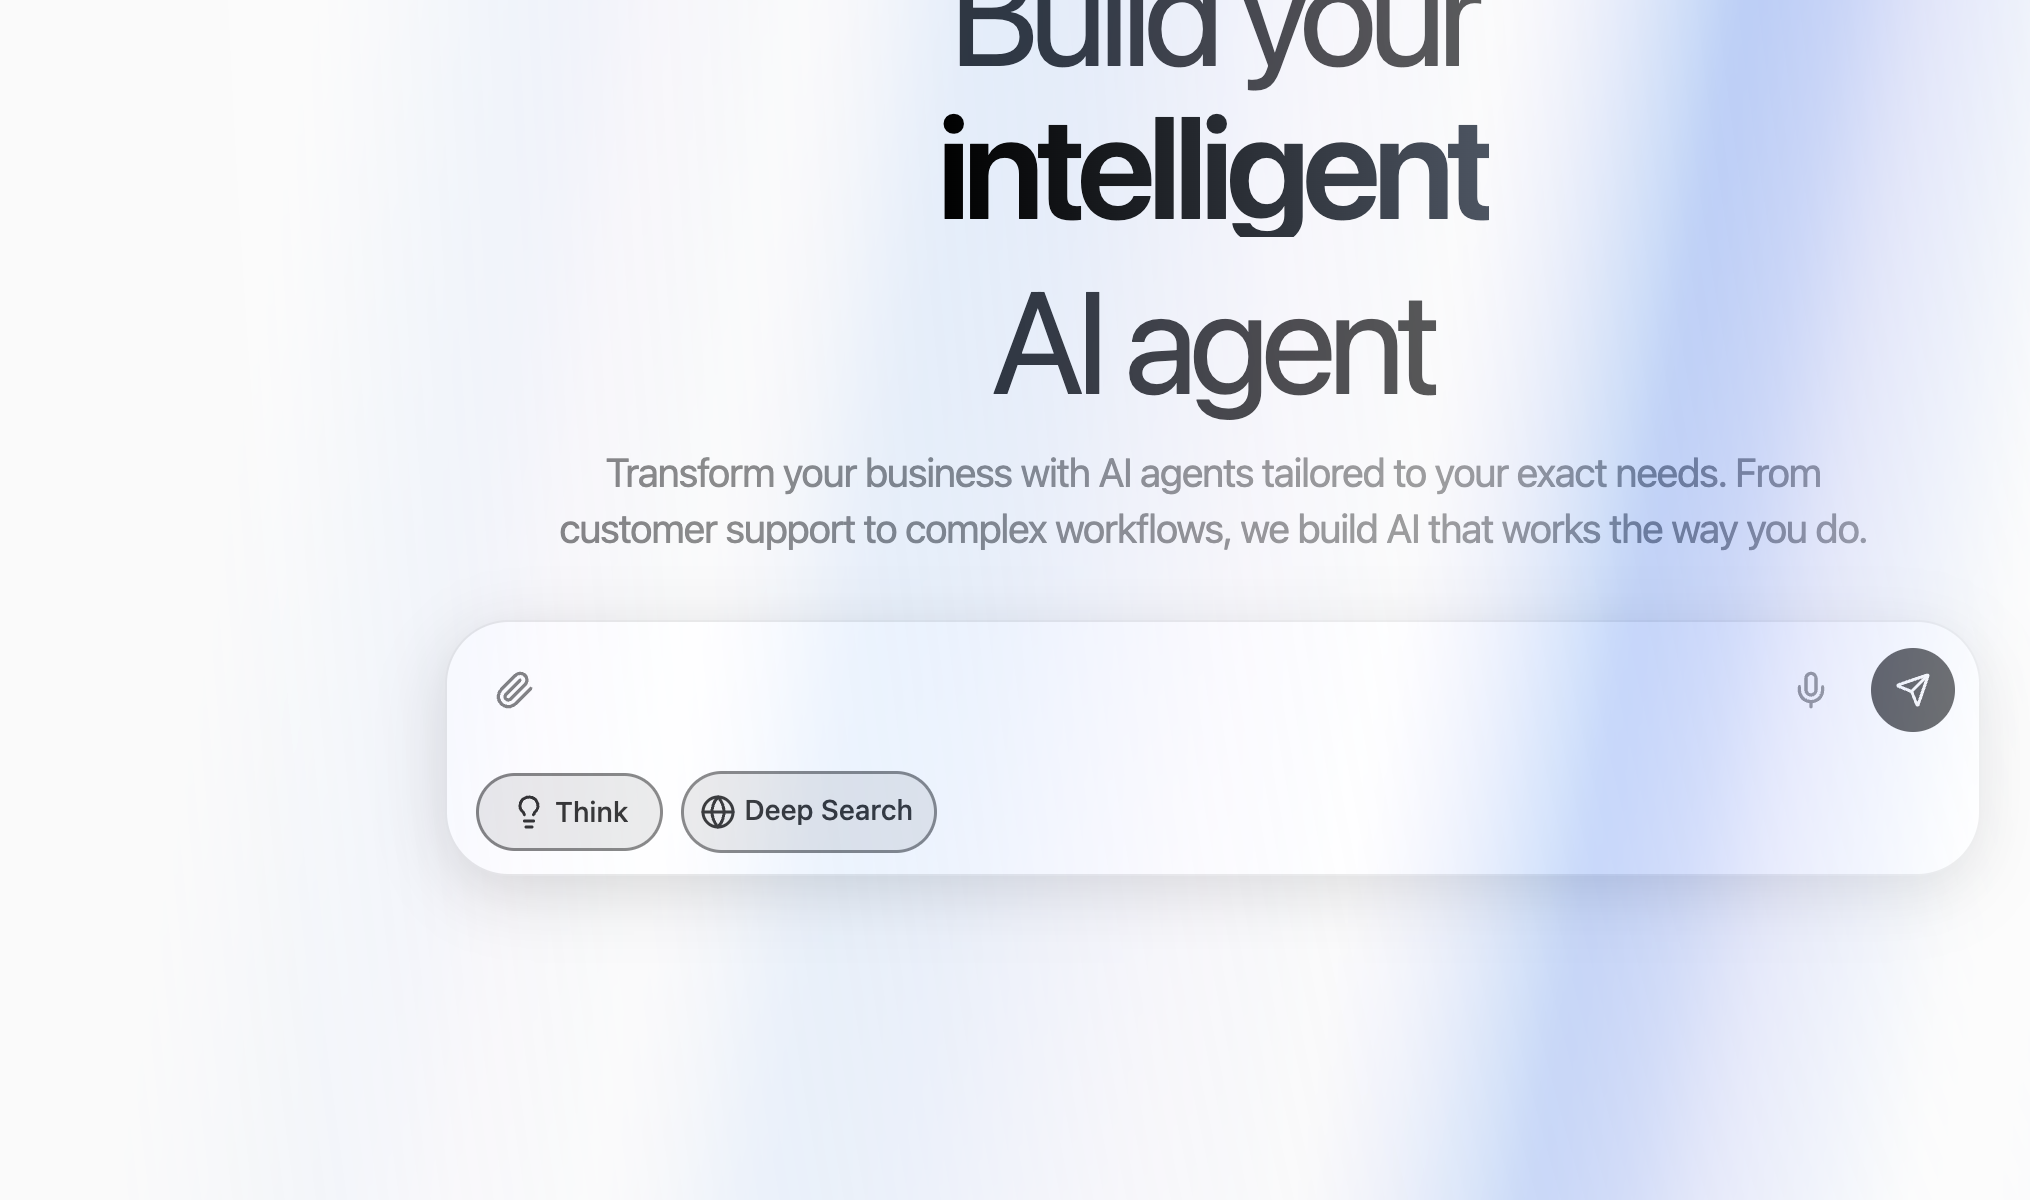 Build your
intelligent
AI agent
Transform your business with AI agents tailored to your exact needs. From
customer support to complex workflows, we build AI that works the way you do.
Think
Deep Search